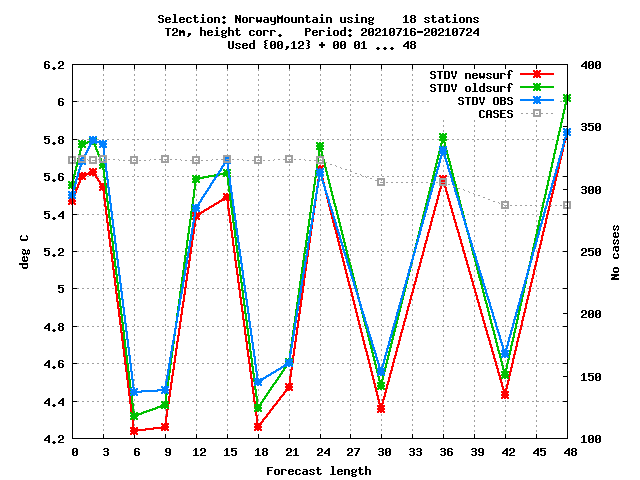 Selection: NorwayMountain using 18 stations
T2m, height corr. Period: 20210716-20210724
Used {00,12} + 00 01 ... 48
STDV newsurf
STDV oldsurf
STDV OBS
CASES
6.2
6
5.8
5.6
5.4
5.2
5
4.8
4.6
4.4
4.2
deg C
400
350
300
250
200
150
100
No cases
0 3 6 9 12 15 18 21 24 27 30 33 36 39 42 45 48
Forecast length